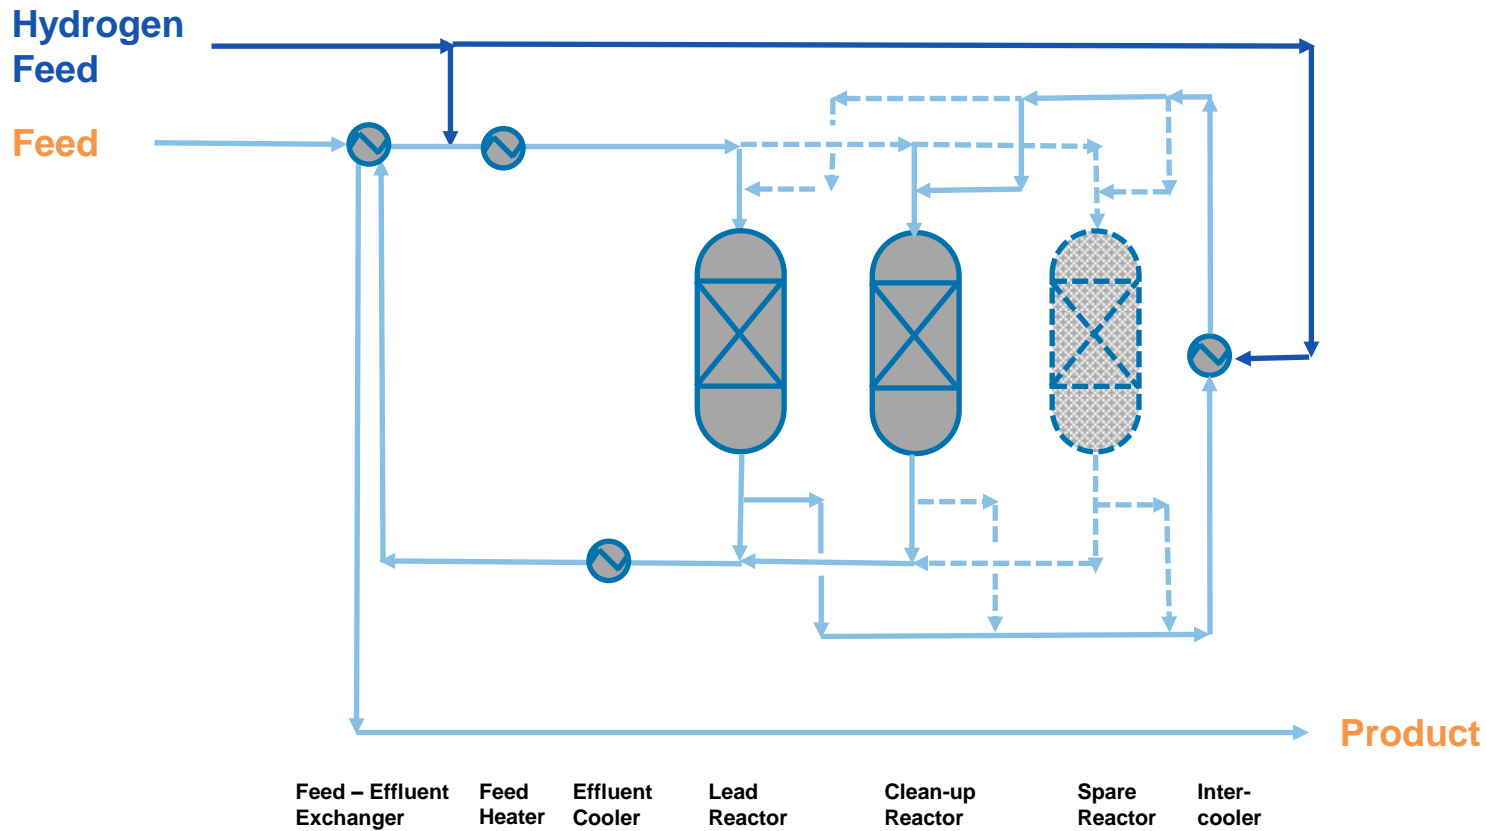 Hydrogen
Feed
Feed
Product
Feed – Effluent
Exchanger
Feed
Heater
Effluent
Cooler
Lead
Reactor
Clean-up
Reactor
Spare
Reactor
Inter-
cooler